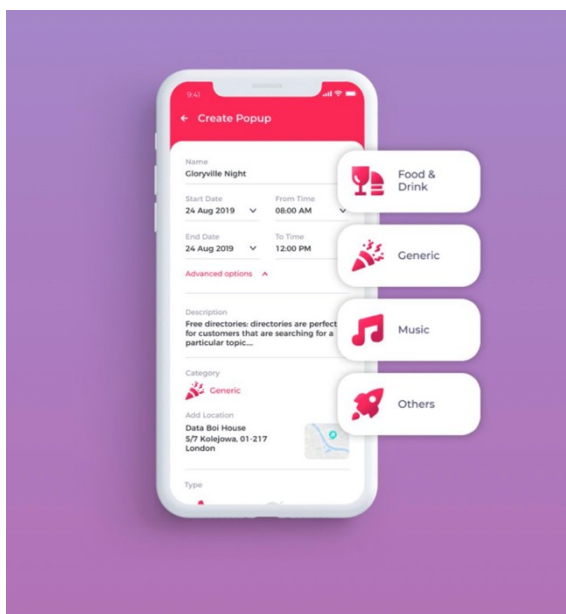 9:41
Create Popup
Name
Gloryville Night
Start Date
From Time
24 Aug 2019
08:00 AM
End Date
To Time
24 Aug 2019
12:00 PM
Advanced options
Description
Free directories: directories are perfect
for customers that are searching for a
particular topic....
Category
Generic
Add Location
Data Boi House
5/7 Kolejowa, 01-217
London
Type
Food &
Drink
Generic
Music
Others